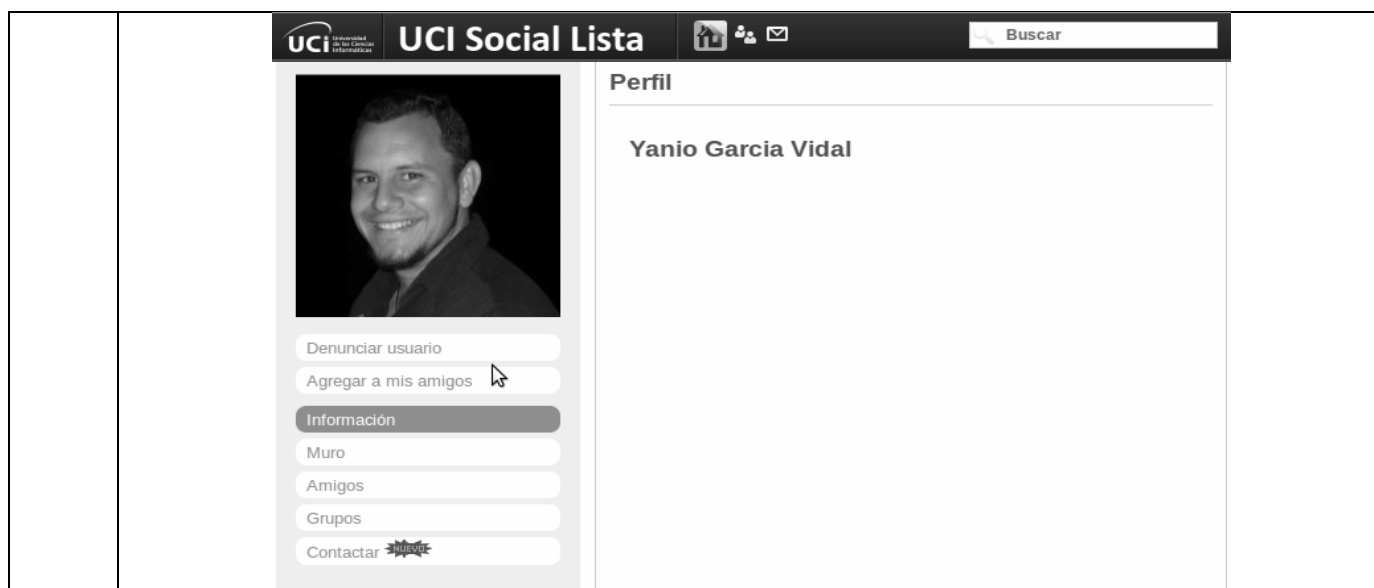 UCi Universidad de las Ciencias Informáticas
UCI Social Lista
Buscar
Perfil
Yanio Garcia Vidal
Denunciar usuario
Agregar a mis amigos
Información
Muro
Amigos
Grupos
Contactar NUEVO